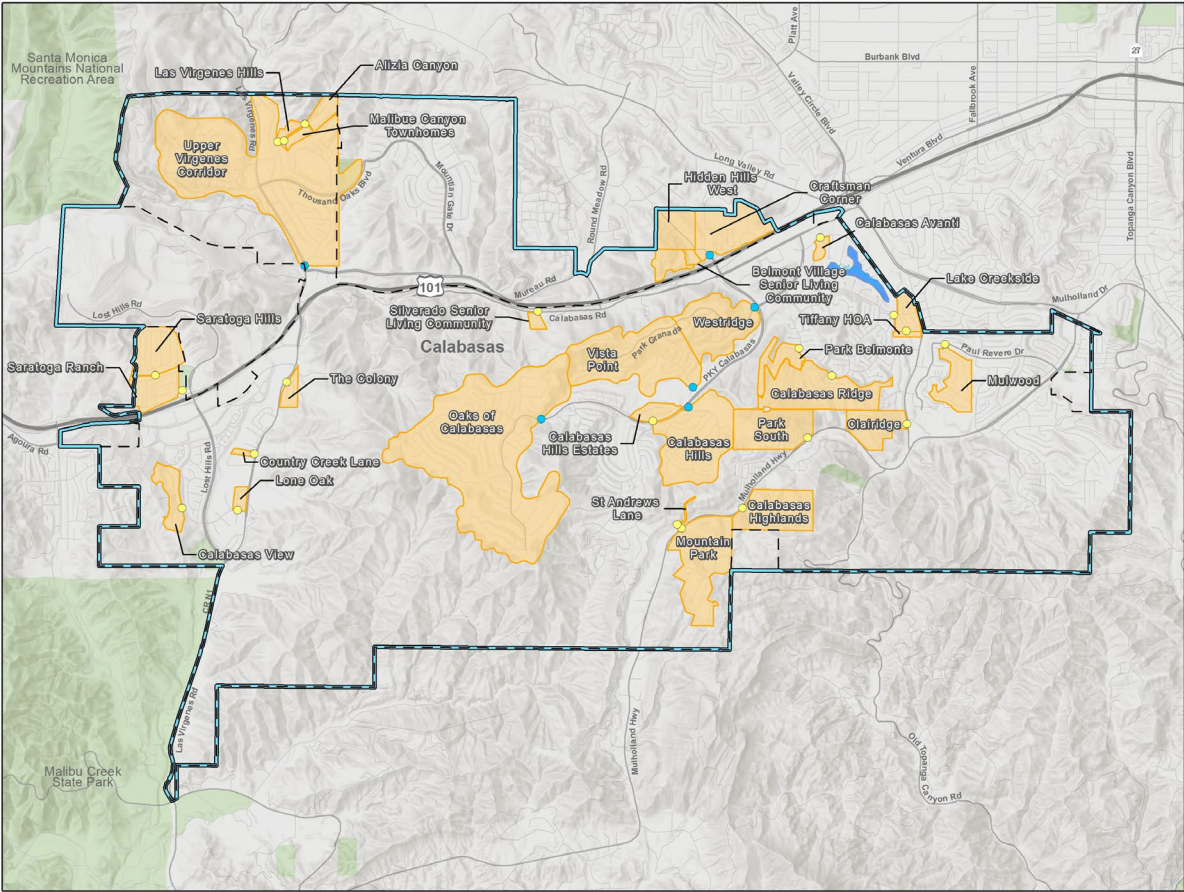 Platt Ave
27
Burbank Blvd
Santa Monica
Mountains National
Recreation Area
Alizia Canyon
Las Virgenes Hills
Valley Circle Blvd
Fallbrook Ave
Las Virgenes Rd
Malibue Canyon
Townhomes
Ventura Blvd
Upper
Virgenes
Corridor
Long Valley Rd
Thousand Oaks Blvd
Mountain Gate Dr
Round Meadow Rd
Hidden Hills
West
Craftsman
Corner
Topanga Canyon Blvd
Calabasas Avanti
Belmont Village
Senior Living
Community
Lake Creekside
Mureau Rd
101
Mulholland Dr
Lost Hills Rd
Saratoga Hills
Silverado Senior
Living Community
Calabasas Rd
Westridge
Tiffany HOA
Calabasas
Park Granada
Vista
Point
PKY Calabasas
Park Belmonte
Paul Revere Dr
Saratoga Ranch
The Colony
Mulwood
Calabasas Ridge
Oaks of
Calabasas
Agoura Rd
Calabasas
Hills Estates
Calabasas
Hills
Park
South
Clairidge
Lost Hills Rd
Country Creek Lane
Lone Oak
Mulholland Hwy
St Andrews
Lane
Calabasas
Highlands
Calabasas View
Mountain
Park
CR N1
Las Virgenes Rd
Mulholland Hwy
Old Topanga
Canyon Rd
Malibu Creek
State Park